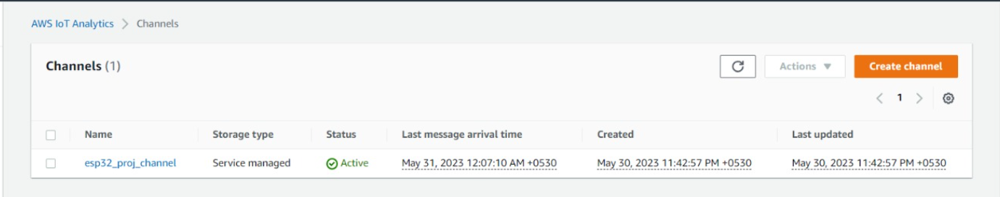 AWS IoT Analytics > Channels
Channels (1)
Actions Create channel
1
Name Storage type Status Last message arrival time Created Last updated
esp32_proj_channel Service managed Active May 31, 2023 12:07:10 AM +0530 May 30, 2023 11:42:57 PM +0530 May 30, 2023 11:42:57 PM +0530